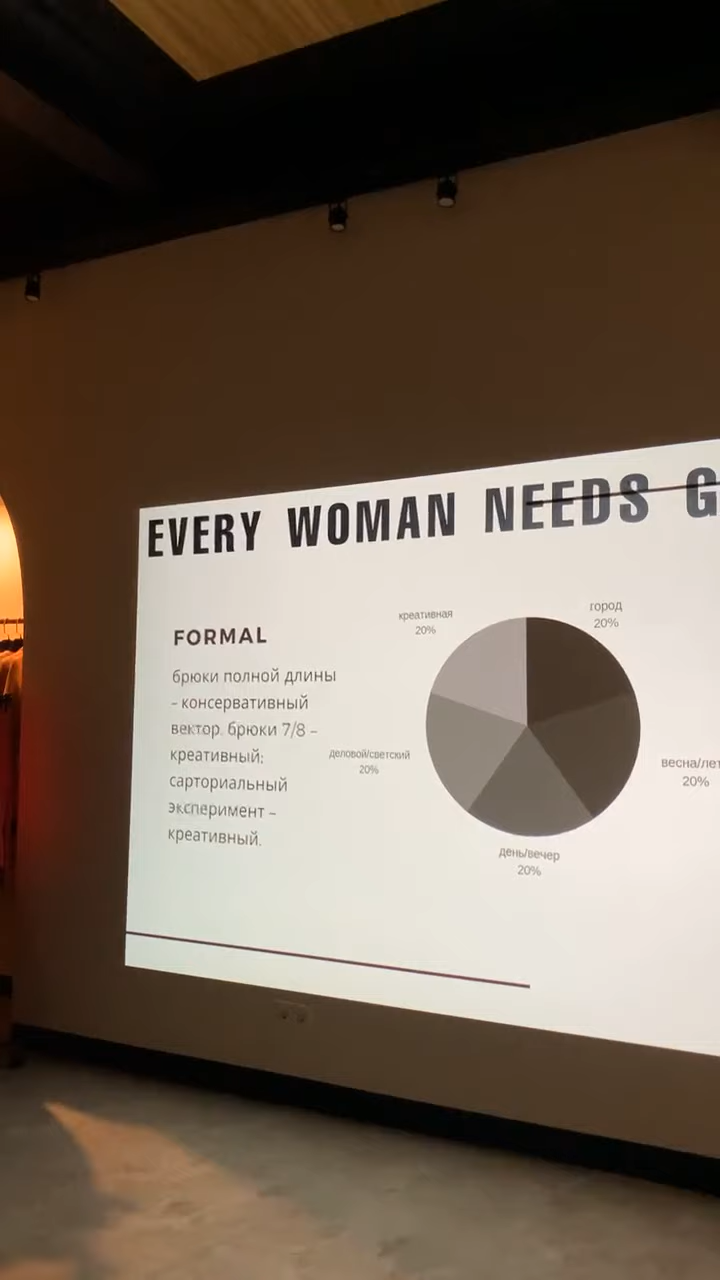 EVERY WOMAN NEEDS G
FORMAL
брюки полной длины
– консервативный
вектор. брюки 7/8 –
креативный;
сарториальный
эксперимент –
креативный.
креативная
20%
город
20%
деловой/светский
20%
весна/лет
20%
день/вечер
20%